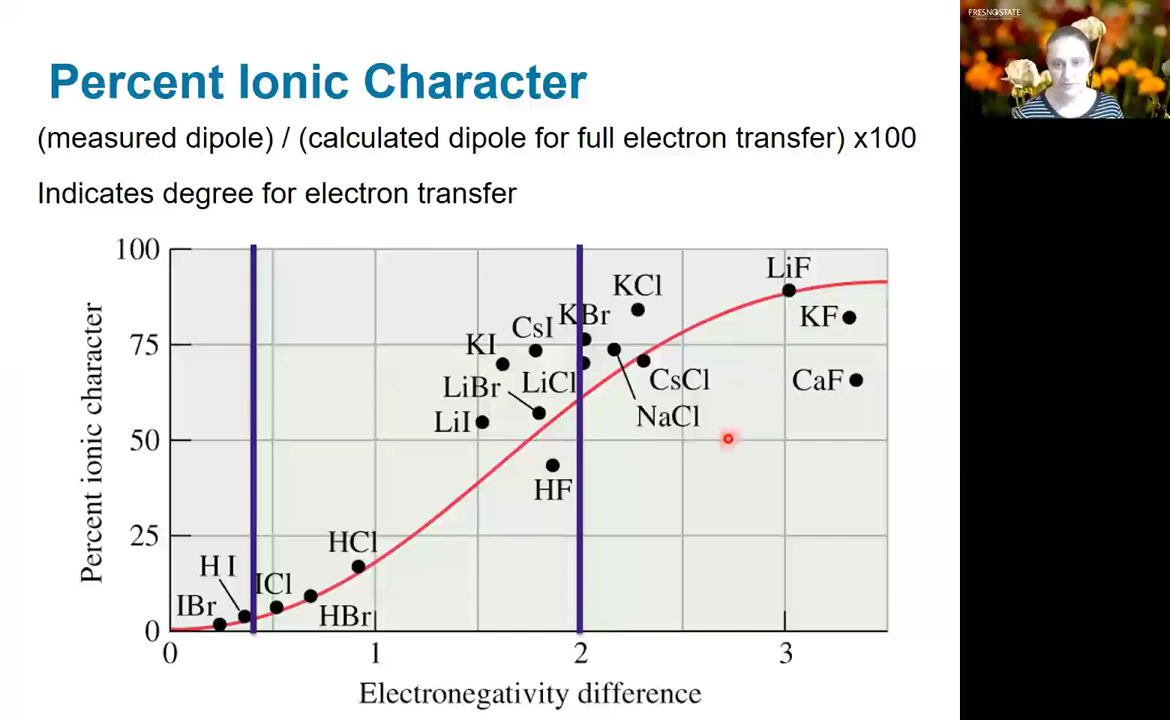 FRESNO STATE
Percent Ionic Character
(measured dipole) / (calculated dipole for full electron transfer) x100
Indicates degree for electron transfer
Percent ionic character
100
75
50
25
0
LiF
KCl
KBr
KF
CsI
KI
LiBr
LiCl
CsCl
CaF
NaCl
LiI
HF
HCl
H I
ICl
IBr
HBr
0 1 2 3
Electronegativity difference